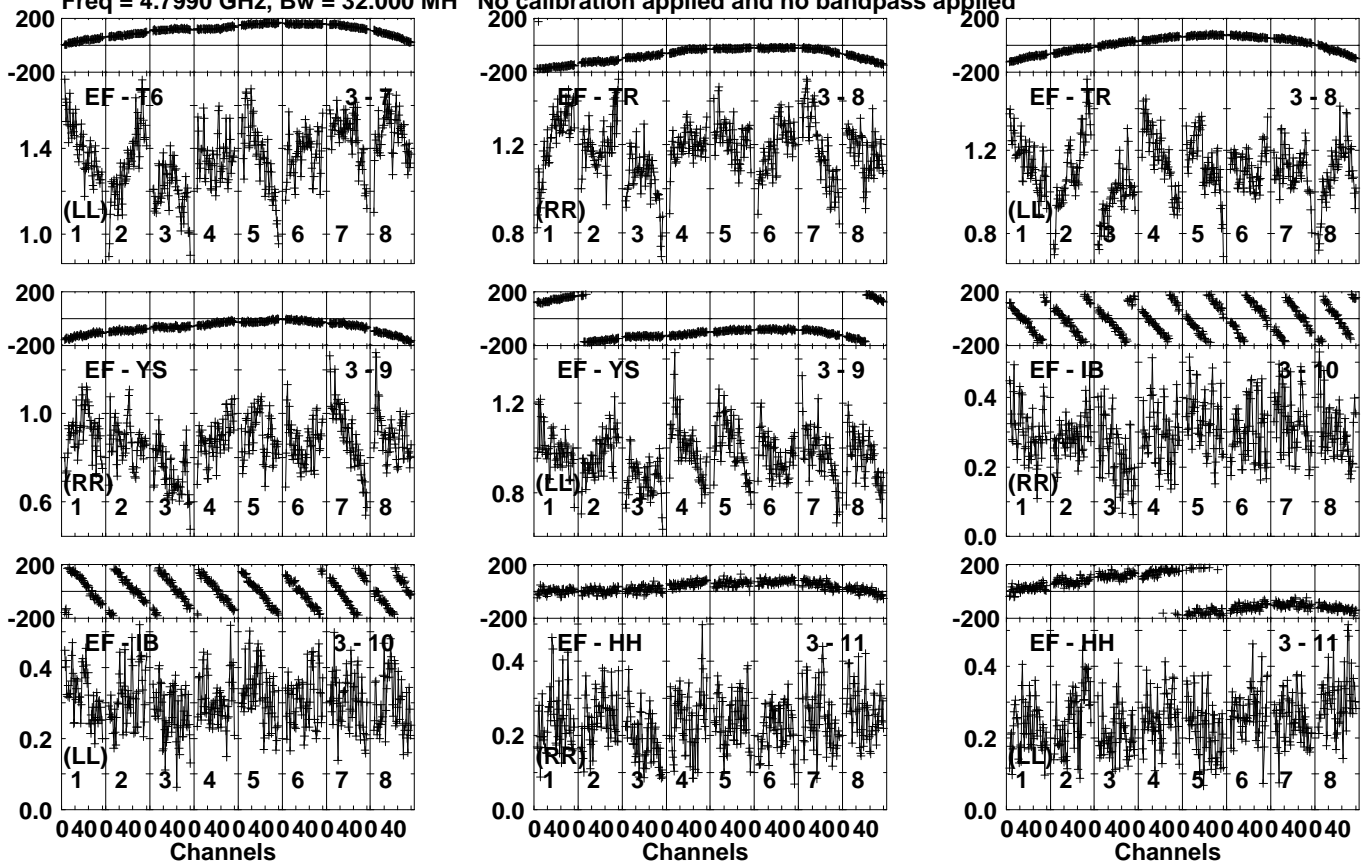 Freq = 4.7990 GHz, Bw = 32.000 MH No calibration applied and no bandpass applied
200 200 200
-200 -200 -200
EF - T6 3 - 7 EF - TR 3 - 8 EF - TR 3 - 8
1.4 1.2 1.2
(LL) (RR) (LL)
1.0 1 2 3 4 5 6 7 8 0.8 1 2 3 4 5 6 7 8 0.8 1 2 3 4 5 6 7 8
200 200 200
-200 -200 -200
EF - YS 3 - 9 EF - YS 3 - 9 EF - IB 3 - 10
1.0 1.2 0.4
0.2
(RR) (LL) (RR)
0.6 1 2 3 4 5 6 7 8 0.8 1 2 3 4 5 6 7 8 1 2 3 4 5 6 7 8
0.0
200 200 200
-200 -200 -200
EF - IB 3 - 10 EF - HH 3 - 11 EF - HH 3 - 11
0.4 0.4 0.4
0.2 0.2 0.2
(LL) (RR) (LL)
1 2 3 4 5 6 7 8 1 2 3 4 5 6 7 8 1 2 3 4 5 6 7 8
0.0 0.0 0.0
0 40 0 40 0 40 0 40 0 40 0 40 0 40 0 40 0 40 0 40 0 40 0 40 0 40 0 40 0 40 0 40 0 40 0 40 0 40 0 40 0 40 0 40 0 40 0 40
Channels Channels Channels